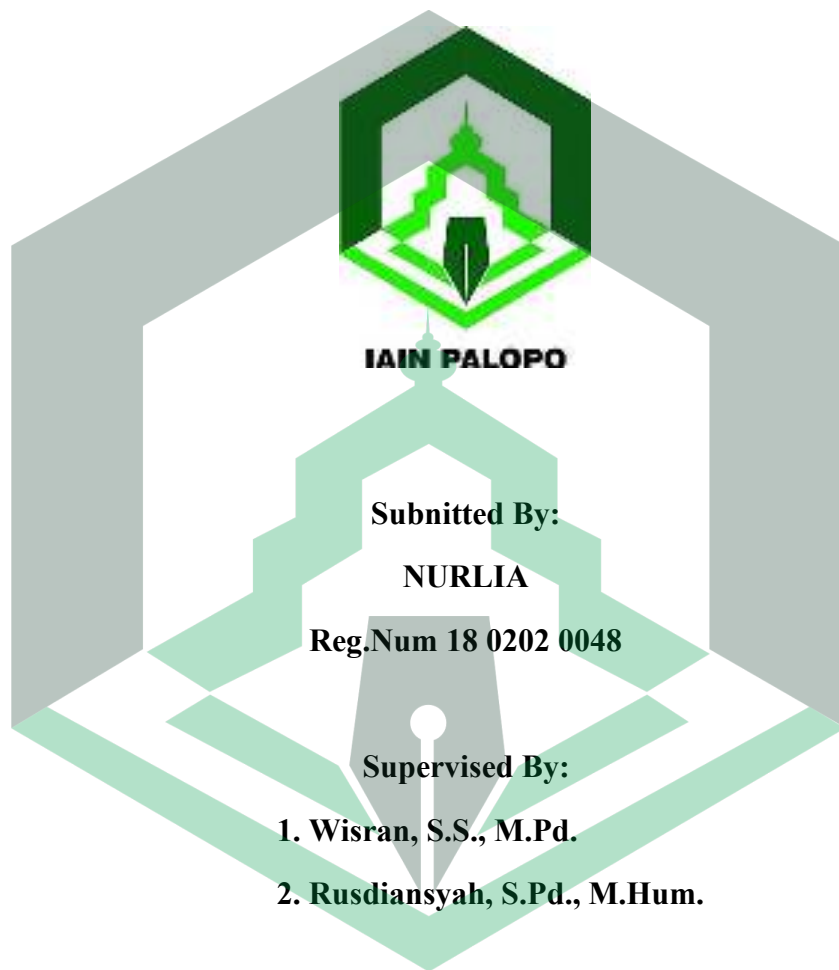 IAIN PALOPO
Subnitted By:
NURLIA
Reg.Num 18 0202 0048
Supervised By:
1. Wisran, S.S., M.Pd.
2. Rusdiansyah, S.Pd., M.Hum.